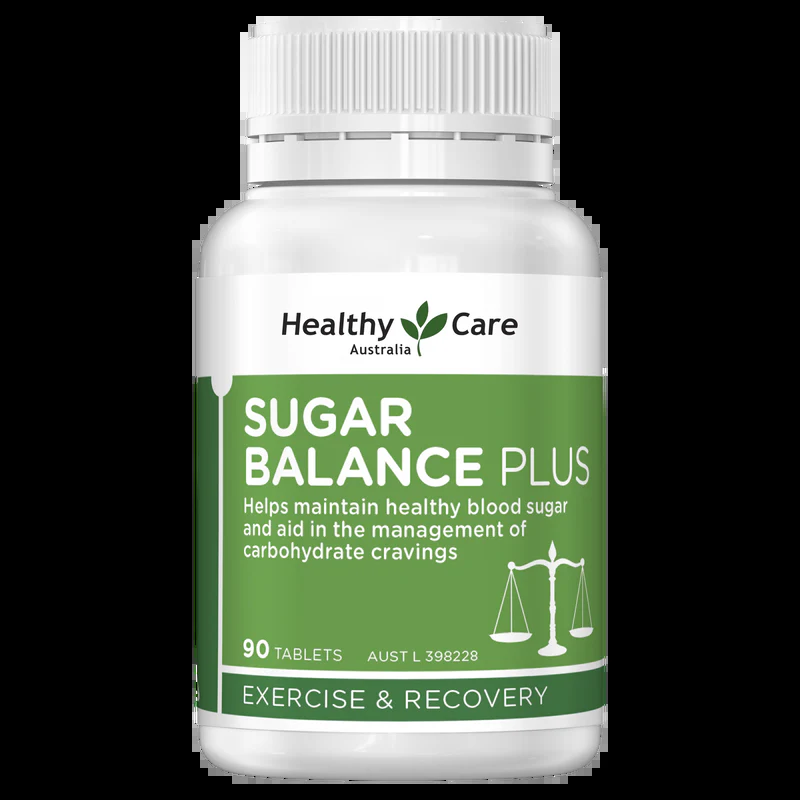 Healthy Care
Australia
SUGAR
BALANCE PLUS
Helps maintain healthy blood sugar
and aid in the management of
carbohydrate cravings
90 TABLETS AUST L 398228
EXERCISE & RECOVERY